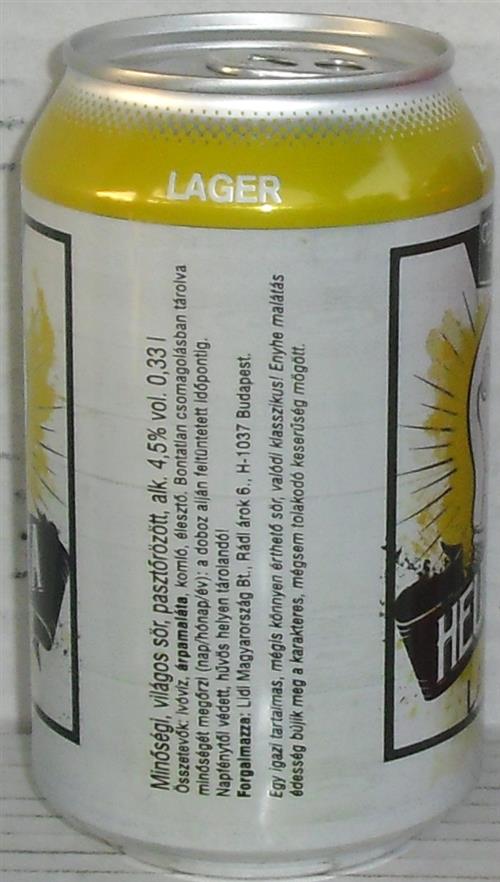 LAGER
Minőségi, világos sör, pasztőrözött, alk. 4,5% vol. 0,33 l
Összetevők: ivóvíz, árpamaláta, komló, élesztő. Bontatlan csomagolásban tárolva
minőségét megőrzi (nap/hónap/év): a doboz alján feltüntetett időpontig.
Napfénytől védett, hűvös helyen tárolandó!
Forgalmazza: Lidl Magyarország Bt., Rádl árok 6., H-1037 Budapest.
Egy igazi tartalmas, mégis könnyen érthető sör, valódi klasszikus! Enyhe malátás
édesség bújik meg a karakteres, mégsem tolakodó keserűség mögött.
HE